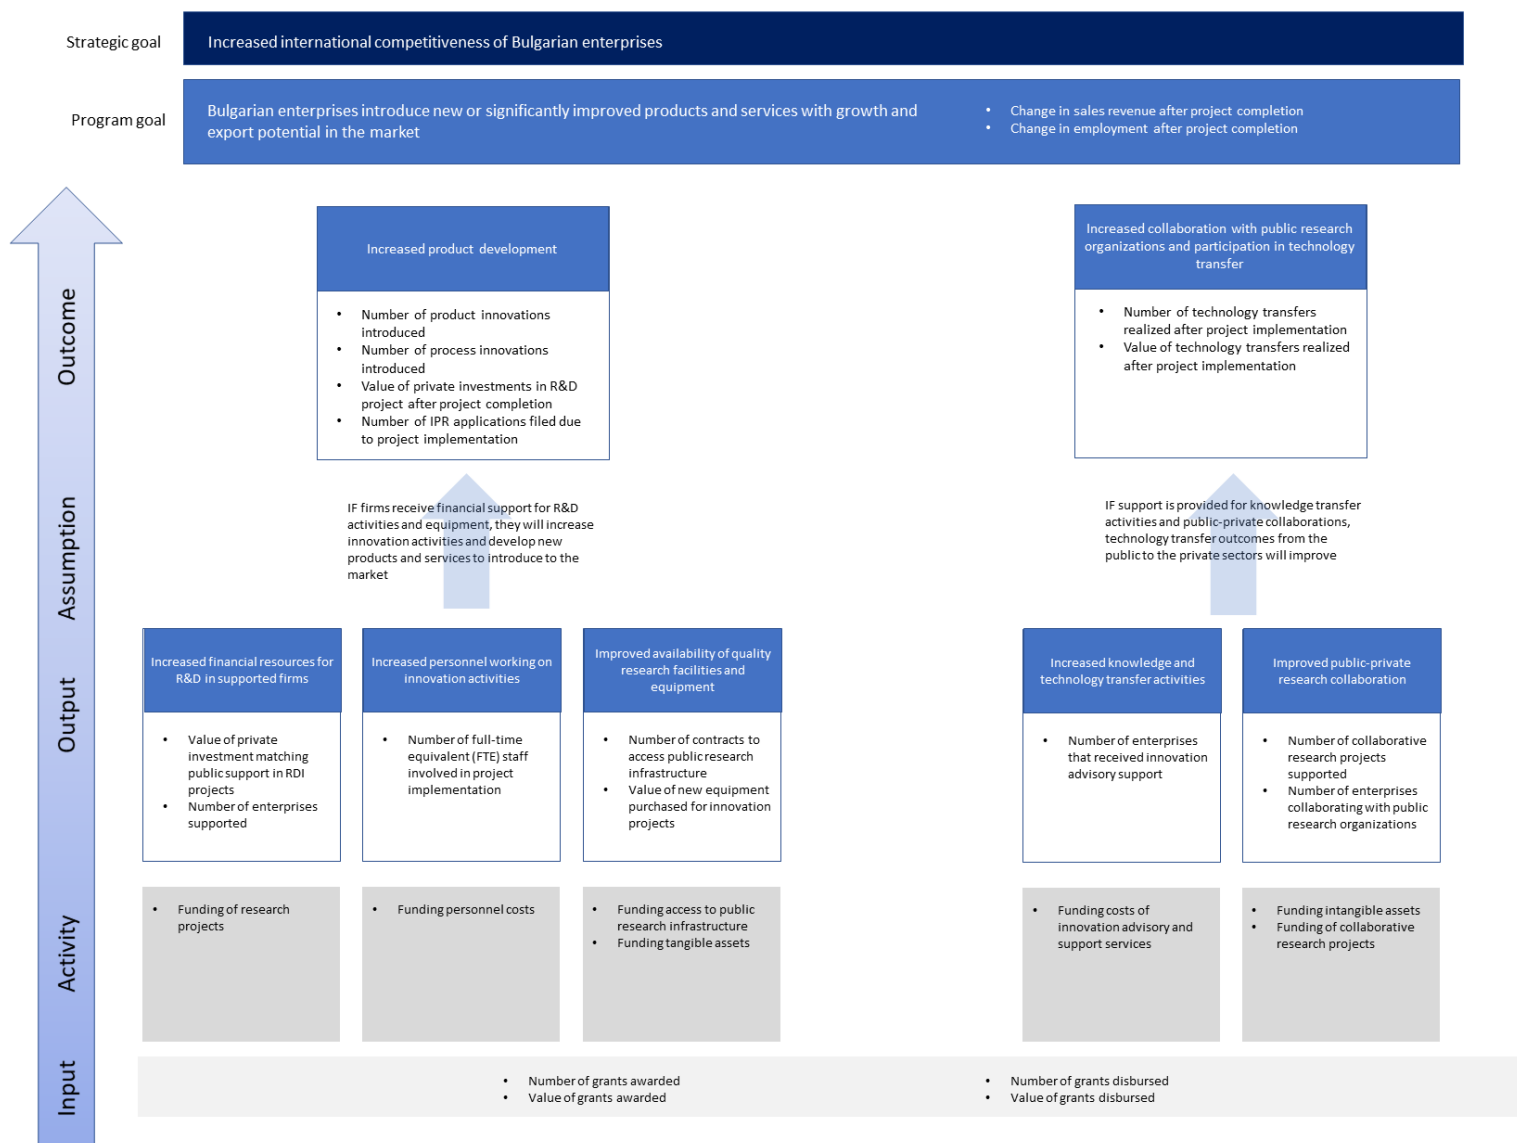 Strategic goal
Increased international competitiveness of Bulgarian enterprises
Program goal
Bulgarian enterprises introduce new or significantly improved products and services with growth and
export potential in the market
• Change in sales revenue after project completion
• Change in employment after project completion
Outcome
Increased product development
• Number of product innovations
introduced
• Number of process innovations
introduced
• Value of private investments in R&D
project after project completion
• Number of IPR applications filed due
to project implementation
Increased collaboration with public research
organizations and participation in technology
transfer
• Number of technology transfers
realized after project implementation
• Value of technology transfers realized
after project implementation
Assumption
IF firms receive financial support for R&D
activities and equipment, they will increase
innovation activities and develop new
products and services to introduce to the
market
IF support is provided for knowledge transfer
activities and public-private collaborations,
technology transfer outcomes from the
public to the private sectors will improve
Output
Increased financial resources for
R&D in supported firms
• Value of private
investment matching
public support in RDI
projects
• Number of enterprises
supported
Increased personnel working on
innovation activities
• Number of full-time
equivalent (FTE) staff
involved in project
implementation
Improved availability of quality
research facilities and
equipment
• Number of contracts to
access public research
infrastructure
• Value of new equipment
purchased for innovation
projects
Increased knowledge and
technology transfer activities
• Number of enterprises
that received innovation
advisory support
Improved public-private
research collaboration
• Number of collaborative
research projects
supported
• Number of enterprises
collaborating with public
research organizations
Activity
• Funding of research
projects
• Funding personnel costs
• Funding access to public
research infrastructure
• Funding tangible assets
• Funding costs of
innovation advisory and
support services
• Funding intangible assets
• Funding of collaborative
research projects
Input
• Number of grants awarded
• Value of grants awarded
• Number of grants disbursed
• Value of grants disbursed